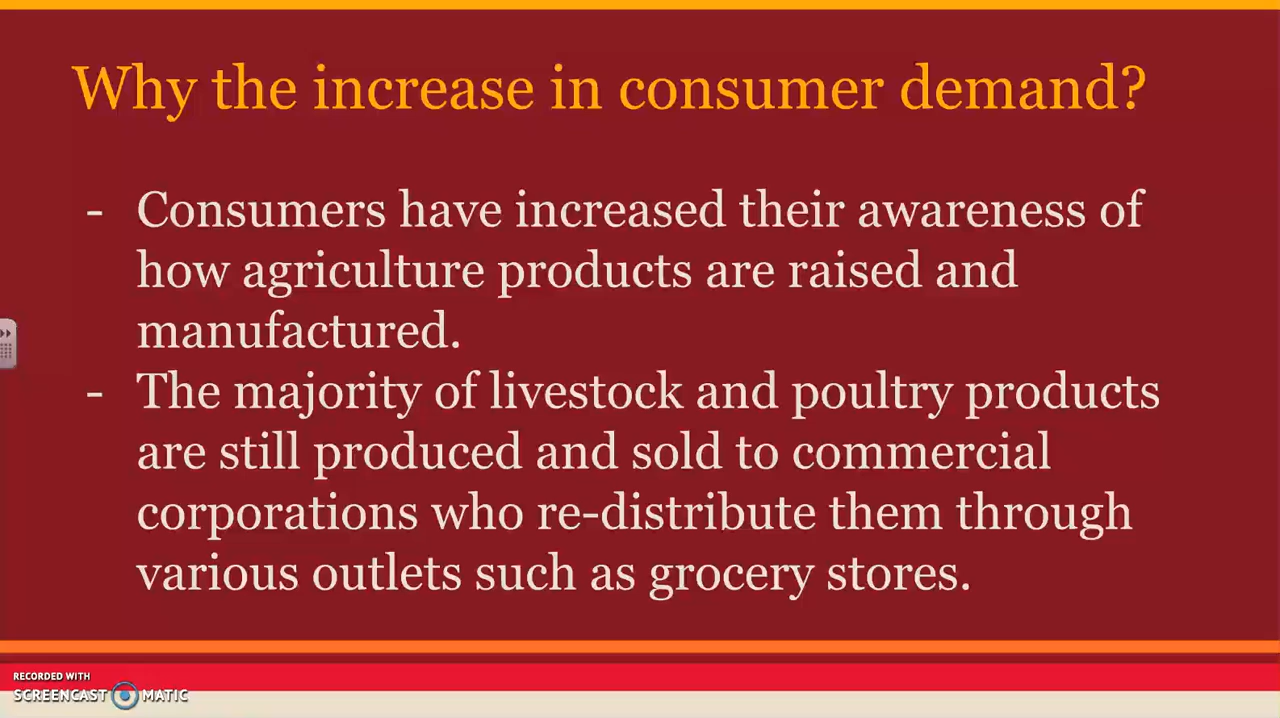 Why the increase in consumer demand?
- Consumers have increased their awareness of
how agriculture products are raised and
manufactured.
- The majority of livestock and poultry products
are still produced and sold to commercial
corporations who re-distribute them through
various outlets such as grocery stores.
RECORDED WITH
SCREENCAST MATIC